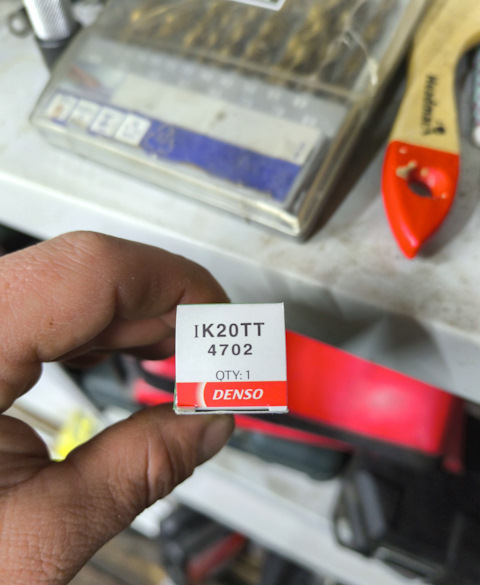 IK20TT
4702
QTY: 1
DENSO